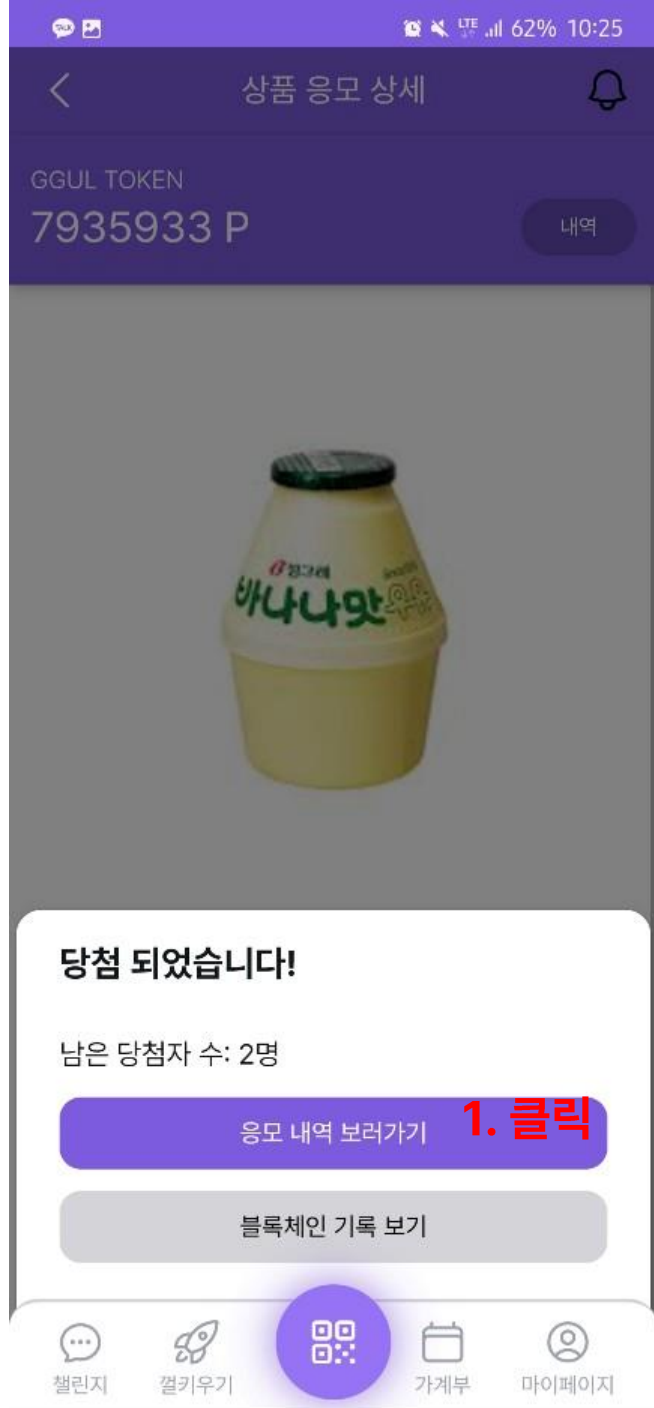 LTE 62% 10:25
상품 응모 상세
GGUL TOKEN
7935933 P
내역
빙그레
바나나맛우유
당첨 되었습니다!
남은 당첨자 수: 2명
응모 내역 보러가기 1. 클릭
블록체인 기록 보기
챌린지 껄키우기 가계부 마이페이지